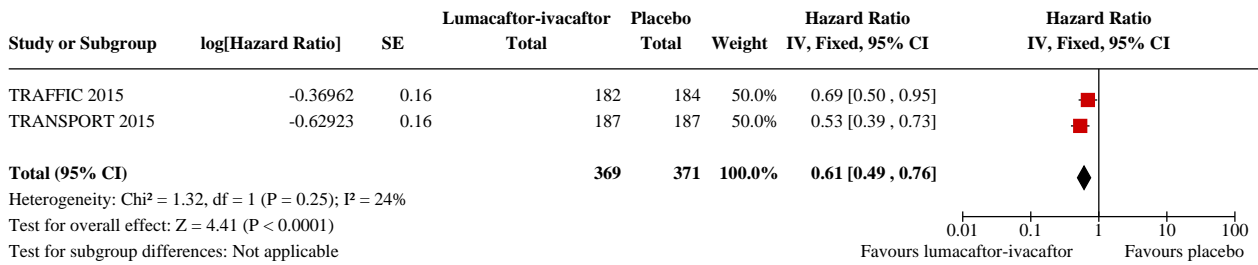 Lumacaftor-ivacaftor Placebo Hazard Ratio Hazard Ratio
Study or Subgroup log[Hazard Ratio] SE Total Total Weight IV, Fixed, 95% CI IV, Fixed, 95% CI
TRAFFIC 2015 -0.36962 0.16 182 184 50.0% 0.69 [0.50 , 0.95]
TRANSPORT 2015 -0.62923 0.16 187 187 50.0% 0.53 [0.39 , 0.73]
Total (95% CI) 369 371 100.0% 0.61 [0.49 , 0.76]
Heterogeneity: Chi² = 1.32, df = 1 (P = 0.25); I² = 24%
Test for overall effect: Z = 4.41 (P < 0.0001)
0.01 0.1 1 10 100
Test for subgroup differences: Not applicable
Favours lumacaftor-ivacaftor Favours placebo